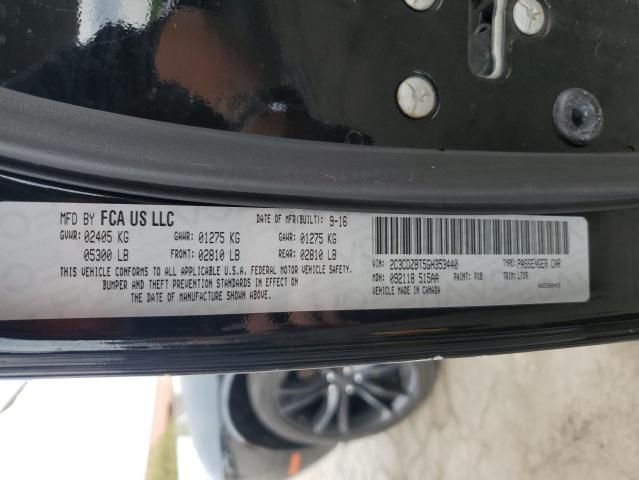 MFD BY FCA US LLC DATE OF MFR(BUILT): 9-16
GVWR: 02405 KG GAWR: 01275 KG GAWR: 01275 KG
05300 LB FRONT: 02810 LB REAR: 02810 LB
THIS VEHICLE CONFORMS TO ALL APPLICABLE U.S.A. FEDERAL MOTOR VEHICLE SAFETY,
BUMPER AND THEFT PREVENTION STANDARDS IN EFFECT ON
THE DATE OF MANUFACTURE SHOWN ABOVE.
VIN: 2C3CDZBT5GH353440 TYPE: PASSENGER CAR
MDH: 092118 515AA PAINT: PX8 TRIM: LJX9
MADE IN CANADA